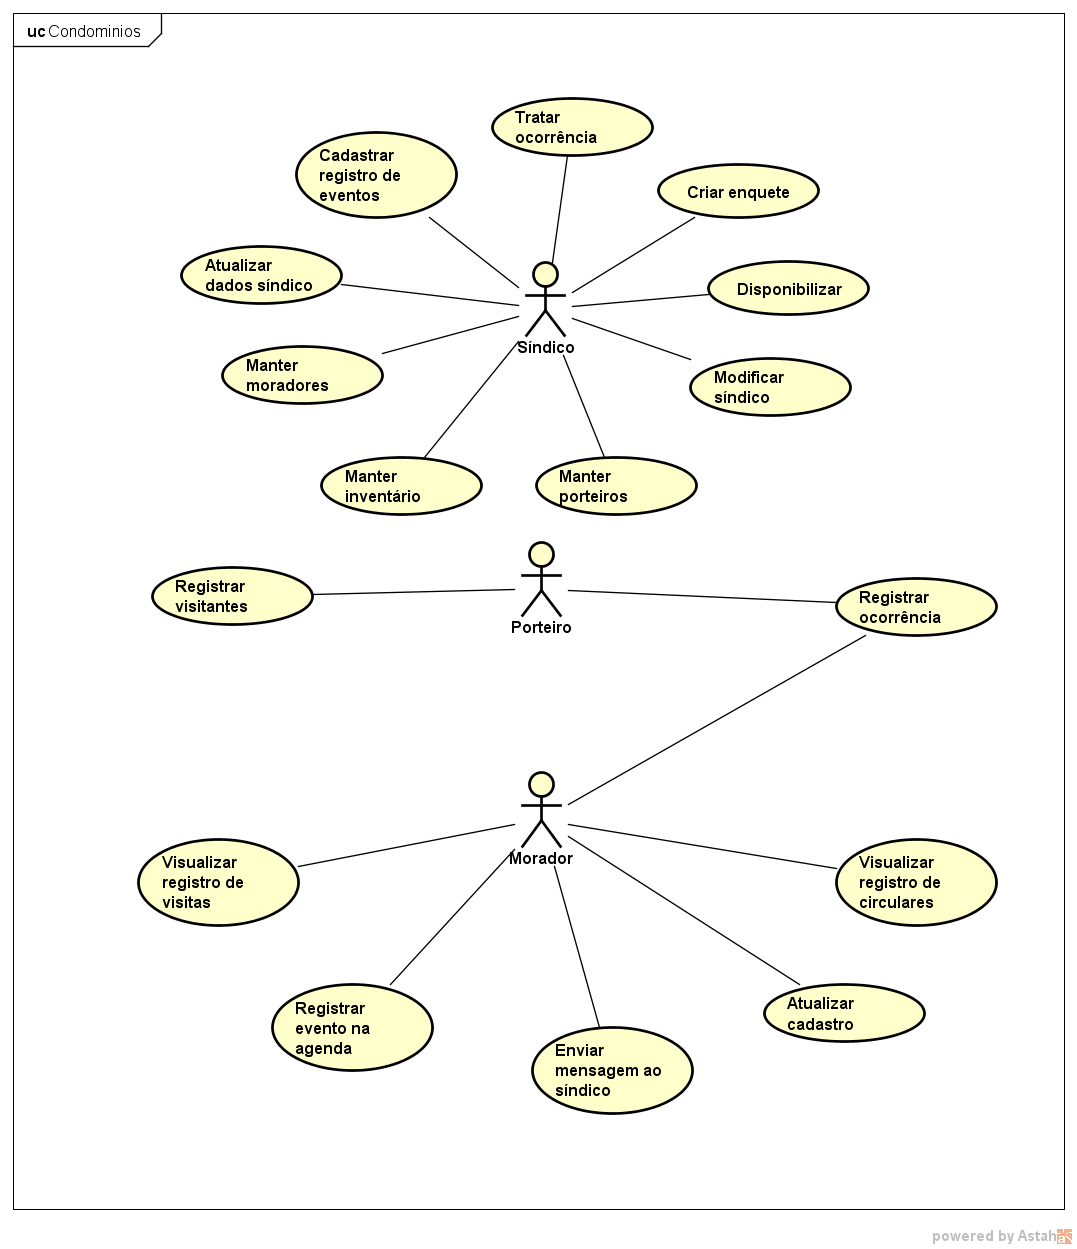 uc Condominios
Tratar
ocorrência
Cadastrar
registro de
eventos
Criar enquete
Atualizar
dados síndico
Disponibilizar
Síndico
Manter
moradores
Modificar
síndico
Manter
inventário
Manter
porteiros
Registrar
visitantes
Porteiro
Registrar
ocorrência
Morador
Visualizar
registro de
visitas
Visualizar
registro de
circulares
Registrar
evento na
agenda
Atualizar
cadastro
Enviar
mensagem ao
síndico
powered by Astah